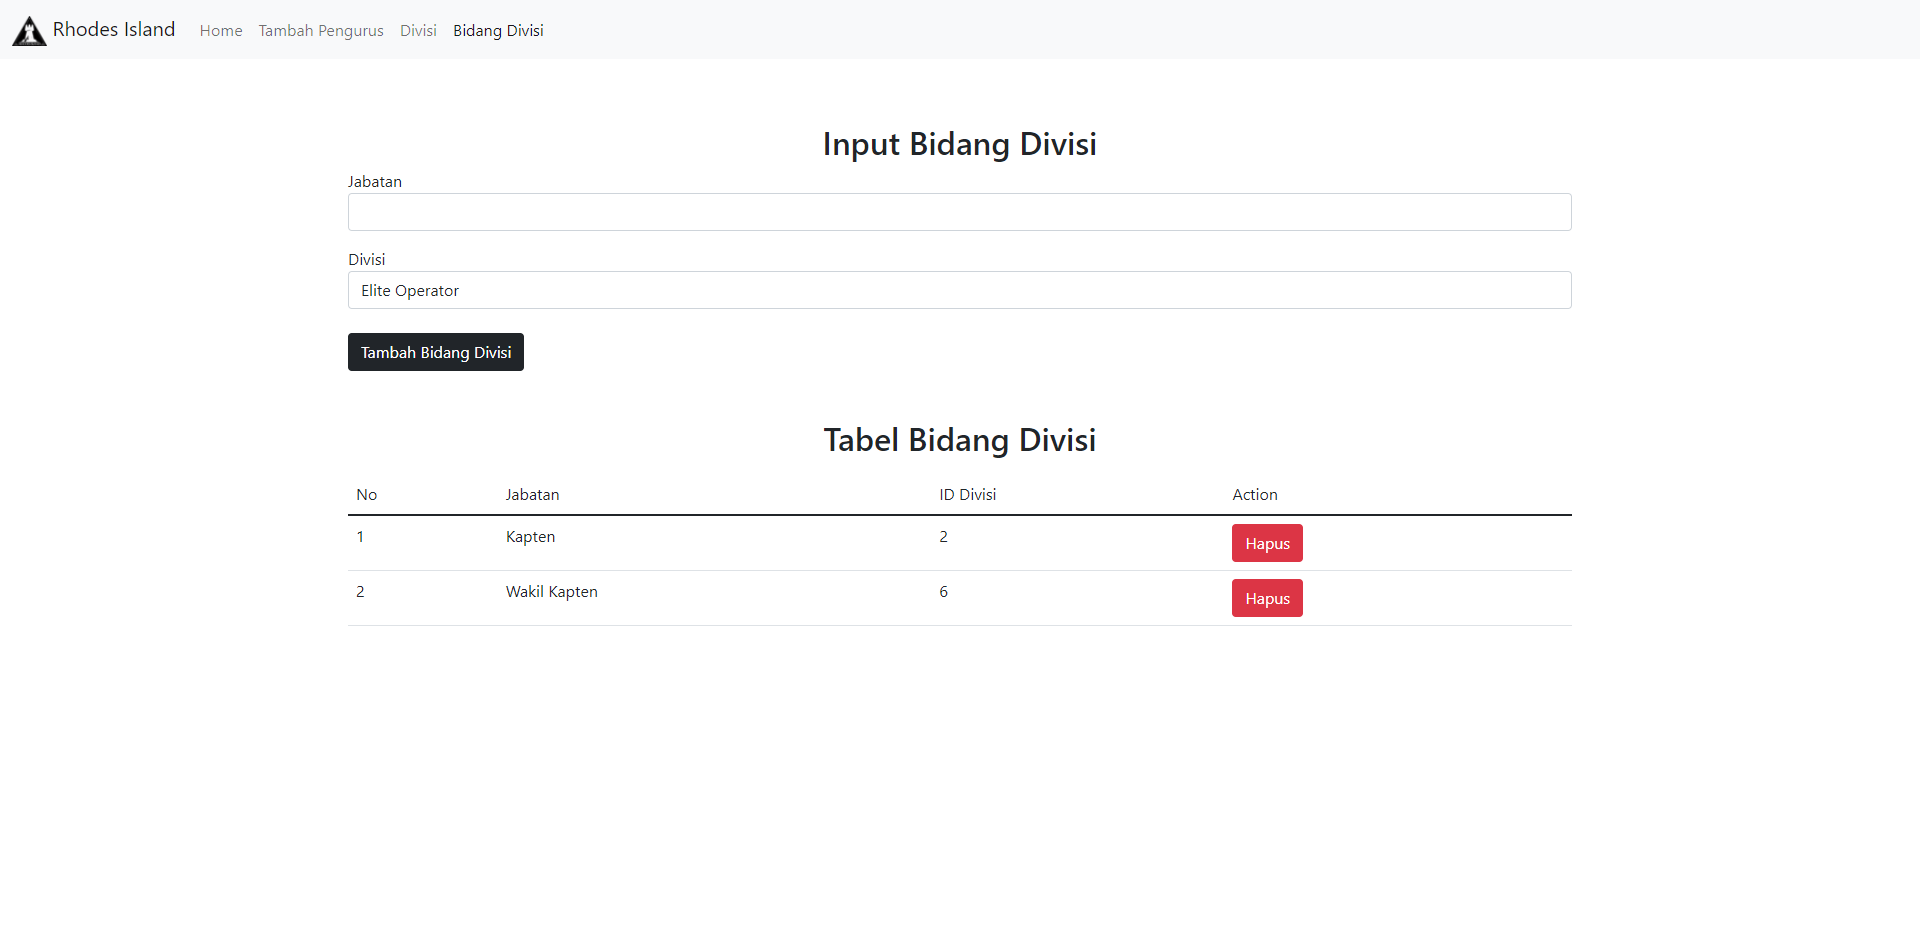 Rhodes Island Home Tambah Pengurus Divisi Bidang Divisi
Input Bidang Divisi
Jabatan
Divisi
Elite Operator
Tambah Bidang Divisi
Tabel Bidang Divisi
No Jabatan ID Divisi Action
1 Kapten 2 Hapus
2 Wakil Kapten 6 Hapus